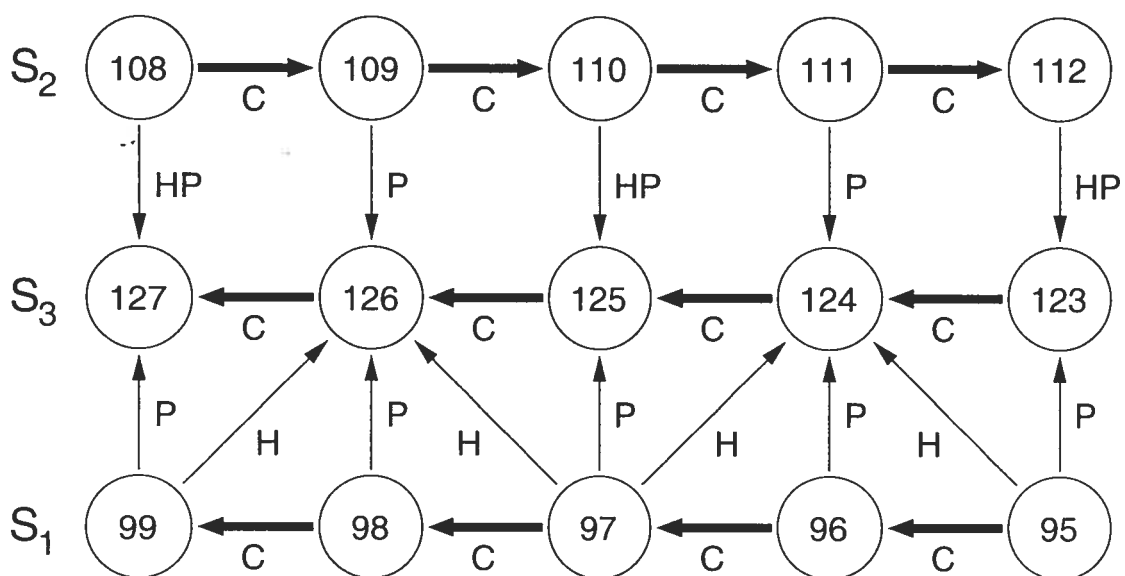 S2 108 109 110 111 112
C C C C
HP P HP P HP
S3 127 126 125 124 123
C C C C
P H P H P H P H P
S1 99 98 97 96 95
C C C C